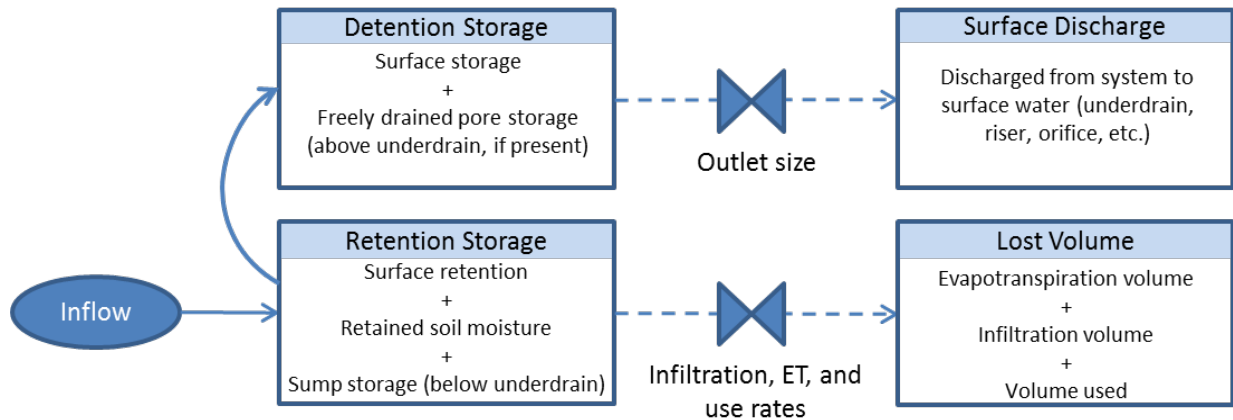 Detention Storage
Surface storage
+
Freely drained pore storage
(above underdrain, if present)
Outlet size
Surface Discharge
Discharged from system to
surface water (underdrain,
riser, orifice, etc.)
Inflow
Retention Storage
Surface retention
+
Retained soil moisture
+
Sump storage (below underdrain)
Infiltration, ET, and
use rates
Lost Volume
Evapotranspiration volume
+
Infiltration volume
+
Volume used